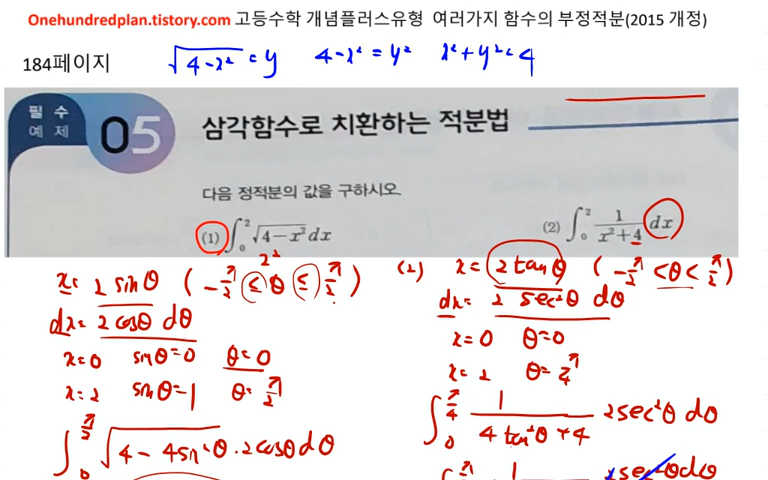 Onehundredplan.tistory.com 고등수학 개념플러스유형 여러가지 함수의 부정적분(2015 개정)
184페이지 √(4-x²) = y 4-x² = y² x²+y²=4
필수 예제 05 삼각함수로 치환하는 적분법
다음 정적분의 값을 구하시오.
(1) ∫₀² √(4-x²) dx (2) ∫₀² 1/(x²+4) dx
2²
x = 2 sinθ (-π/2 ≤ θ ≤ π/2)
dx = 2cosθ dθ
x=0 sinθ=0 θ=0
x=2 sinθ=1 θ=π/2
∫₀^(π/2) √(4-4sin²θ) · 2cosθ dθ
(2) x = 2tanθ (-π/2 < θ < π/2)
dx = 2 sec²θ dθ
x=0 θ=0
x=2 θ=π/4
∫₀^(π/4) 1/(4tan²θ+4) 2sec²θ dθ